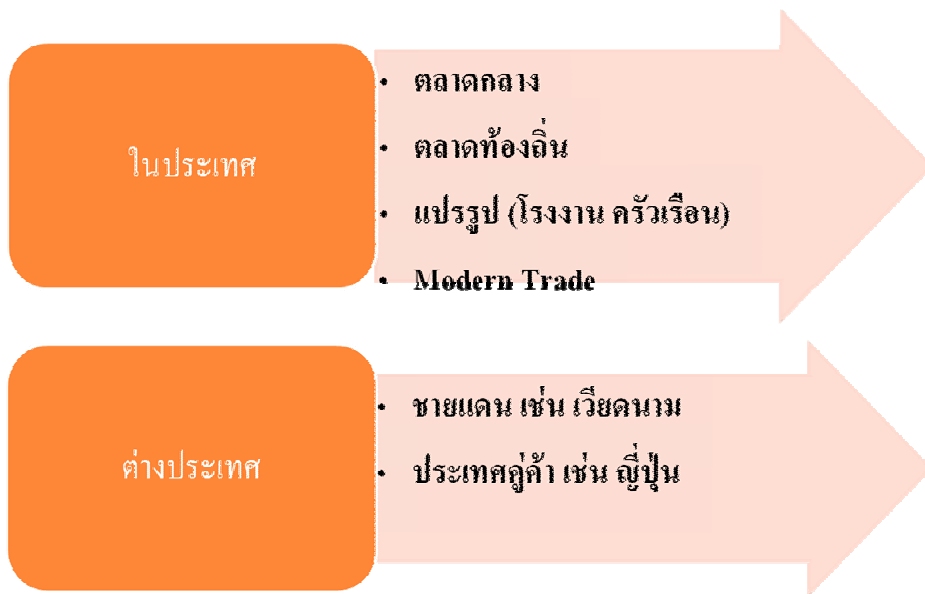 ในประเทศ
• ตลาดกลาง
• ตลาดท้องถิ่น
• แปรรูป (โรงงาน ครัวเรือน)
• Modern Trade
ต่างประเทศ
• ชายแดน เช่น เวียดนาม
• ประเทศคู่ค้า เช่น ญี่ปุ่น